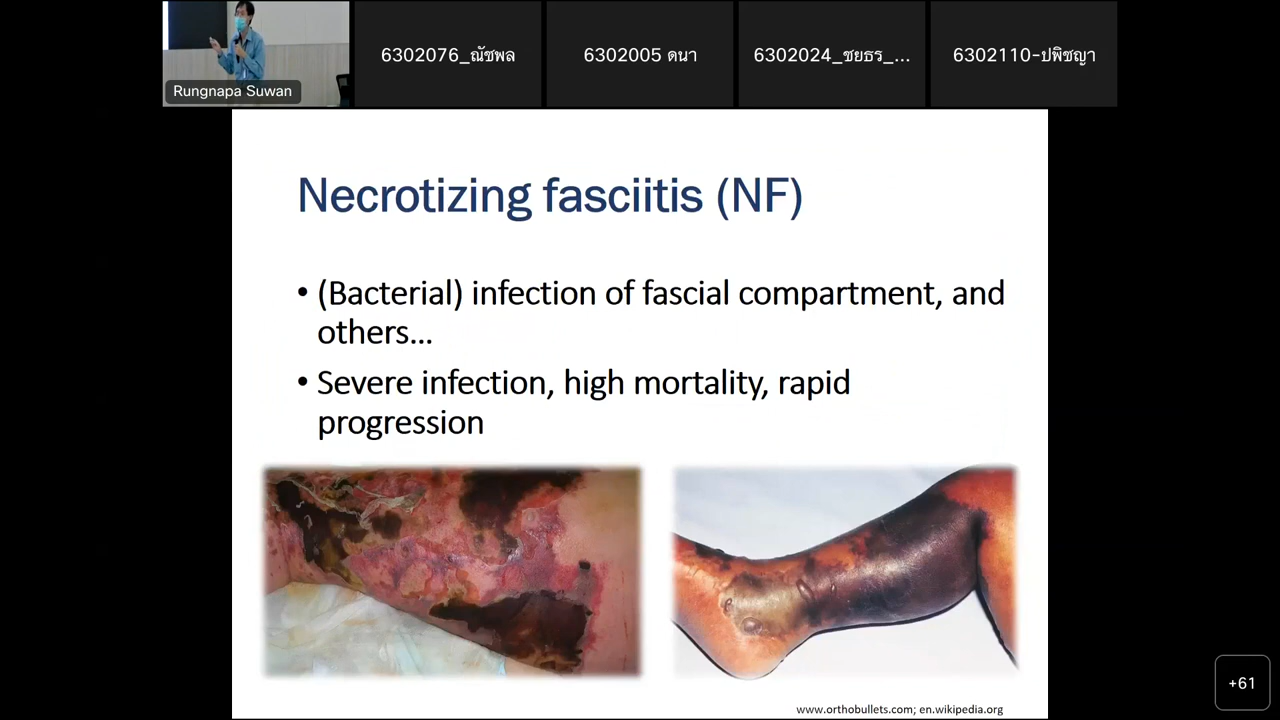 Rungnapa Suwan
6302076_ณัชพล
6302005 ดนา
6302024_ชยธร_...
6302110-ปพิชญา
Necrotizing fasciitis (NF)
• (Bacterial) infection of fascial compartment, and
others...
• Severe infection, high mortality, rapid
progression
www.orthobullets.com; en.wikipedia.org
+61